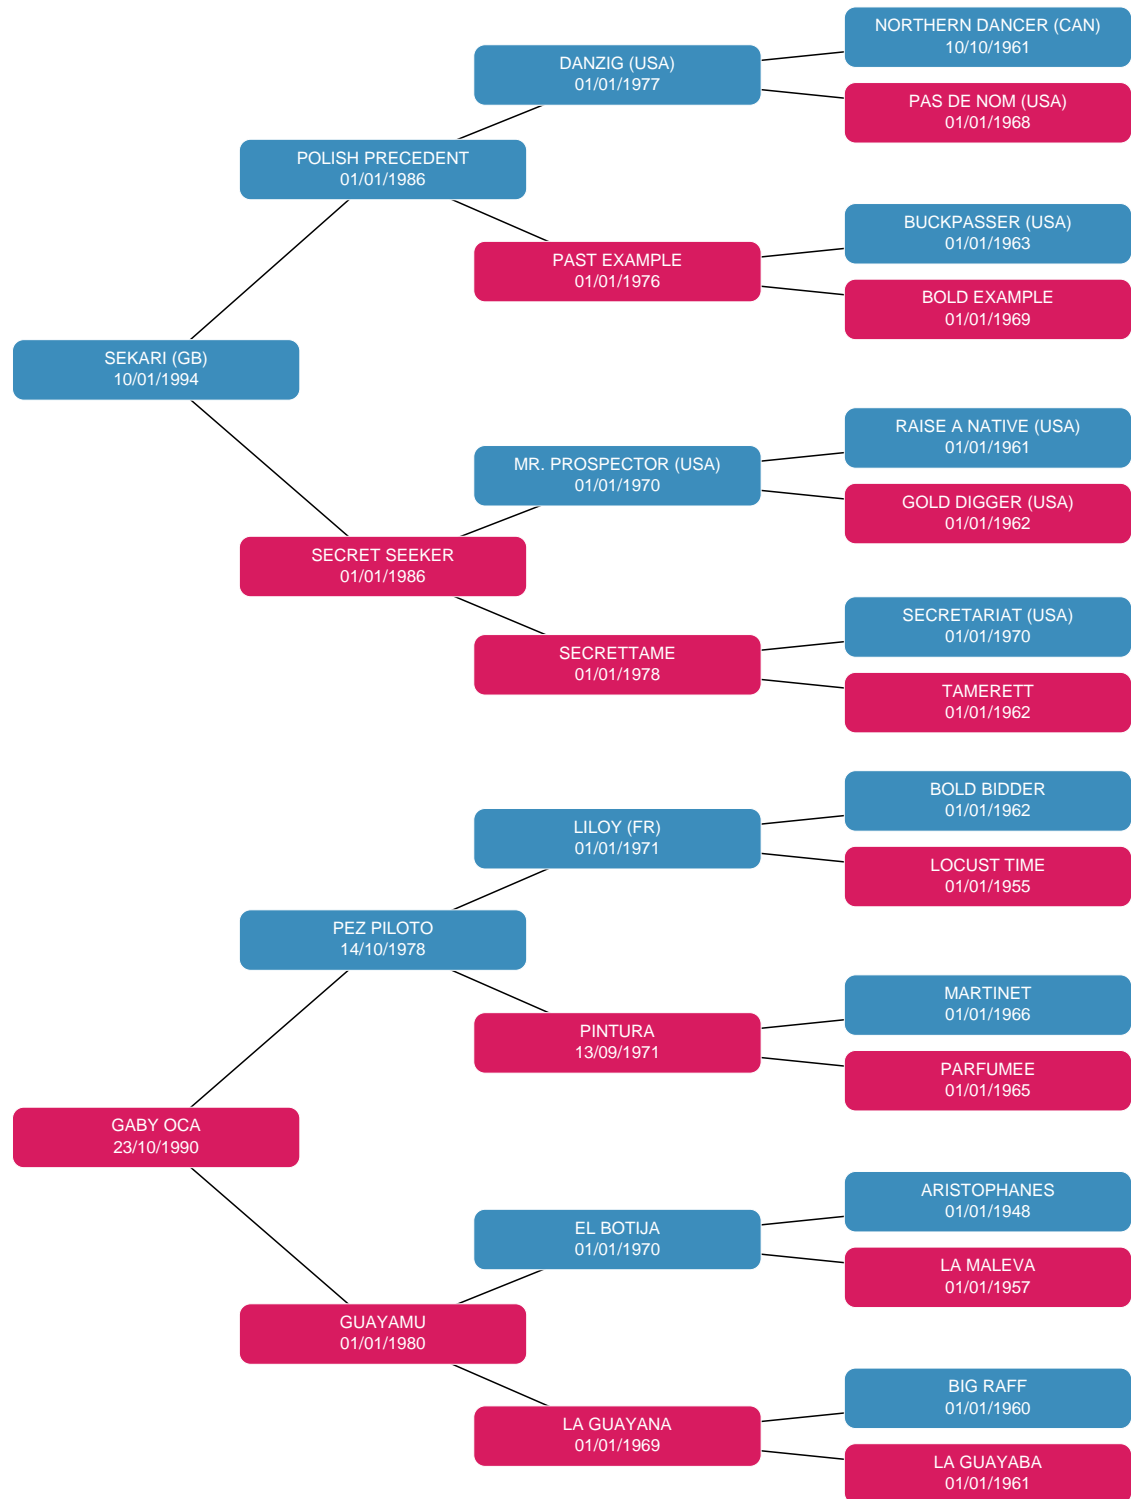 NORTHERN DANCER (CAN)
10/10/1961
DANZIG (USA)
01/01/1977
PAS DE NOM (USA)
01/01/1968
POLISH PRECEDENT
01/01/1986
BUCKPASSER (USA)
01/01/1963
PAST EXAMPLE
01/01/1976
BOLD EXAMPLE
01/01/1969
SEKARI (GB)
10/01/1994
RAISE A NATIVE (USA)
01/01/1961
MR. PROSPECTOR (USA)
01/01/1970
GOLD DIGGER (USA)
01/01/1962
SECRET SEEKER
01/01/1986
SECRETARIAT (USA)
01/01/1970
SECRETTAME
01/01/1978
TAMERETT
01/01/1962
BOLD BIDDER
01/01/1962
LILOY (FR)
01/01/1971
LOCUST TIME
01/01/1955
PEZ PILOTO
14/10/1978
MARTINET
01/01/1966
PINTURA
13/09/1971
PARFUMEE
01/01/1965
GABY OCA
23/10/1990
ARISTOPHANES
01/01/1948
EL BOTIJA
01/01/1970
LA MALEVA
01/01/1957
GUAYAMU
01/01/1980
BIG RAFF
01/01/1960
LA GUAYANA
01/01/1969
LA GUAYABA
01/01/1961